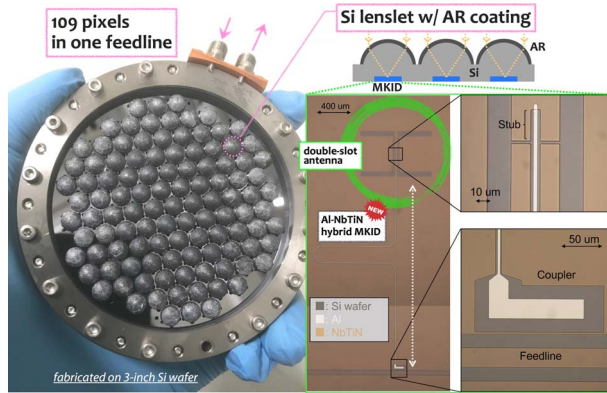 109 pixels
in one feedline
Si lenslet w/ AR coating
AR
Si
MKID
400 um
double-slot
antenna
Stub
10 um
NEW
Al-NbTiN
hybrid MKID
50 um
Coupler
: Si wafer
: Al
: NbTiN
Feedline
fabricated on 3-inch Si wafer